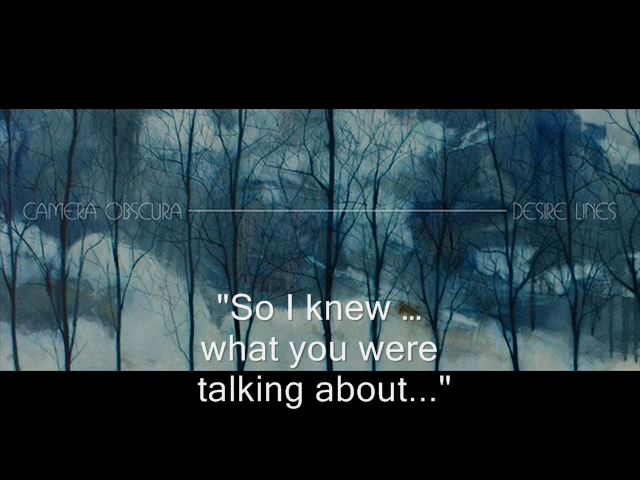 CAMERA OBSCURA DESIRE LINES
"So I knew ...
what you were
talking about..."